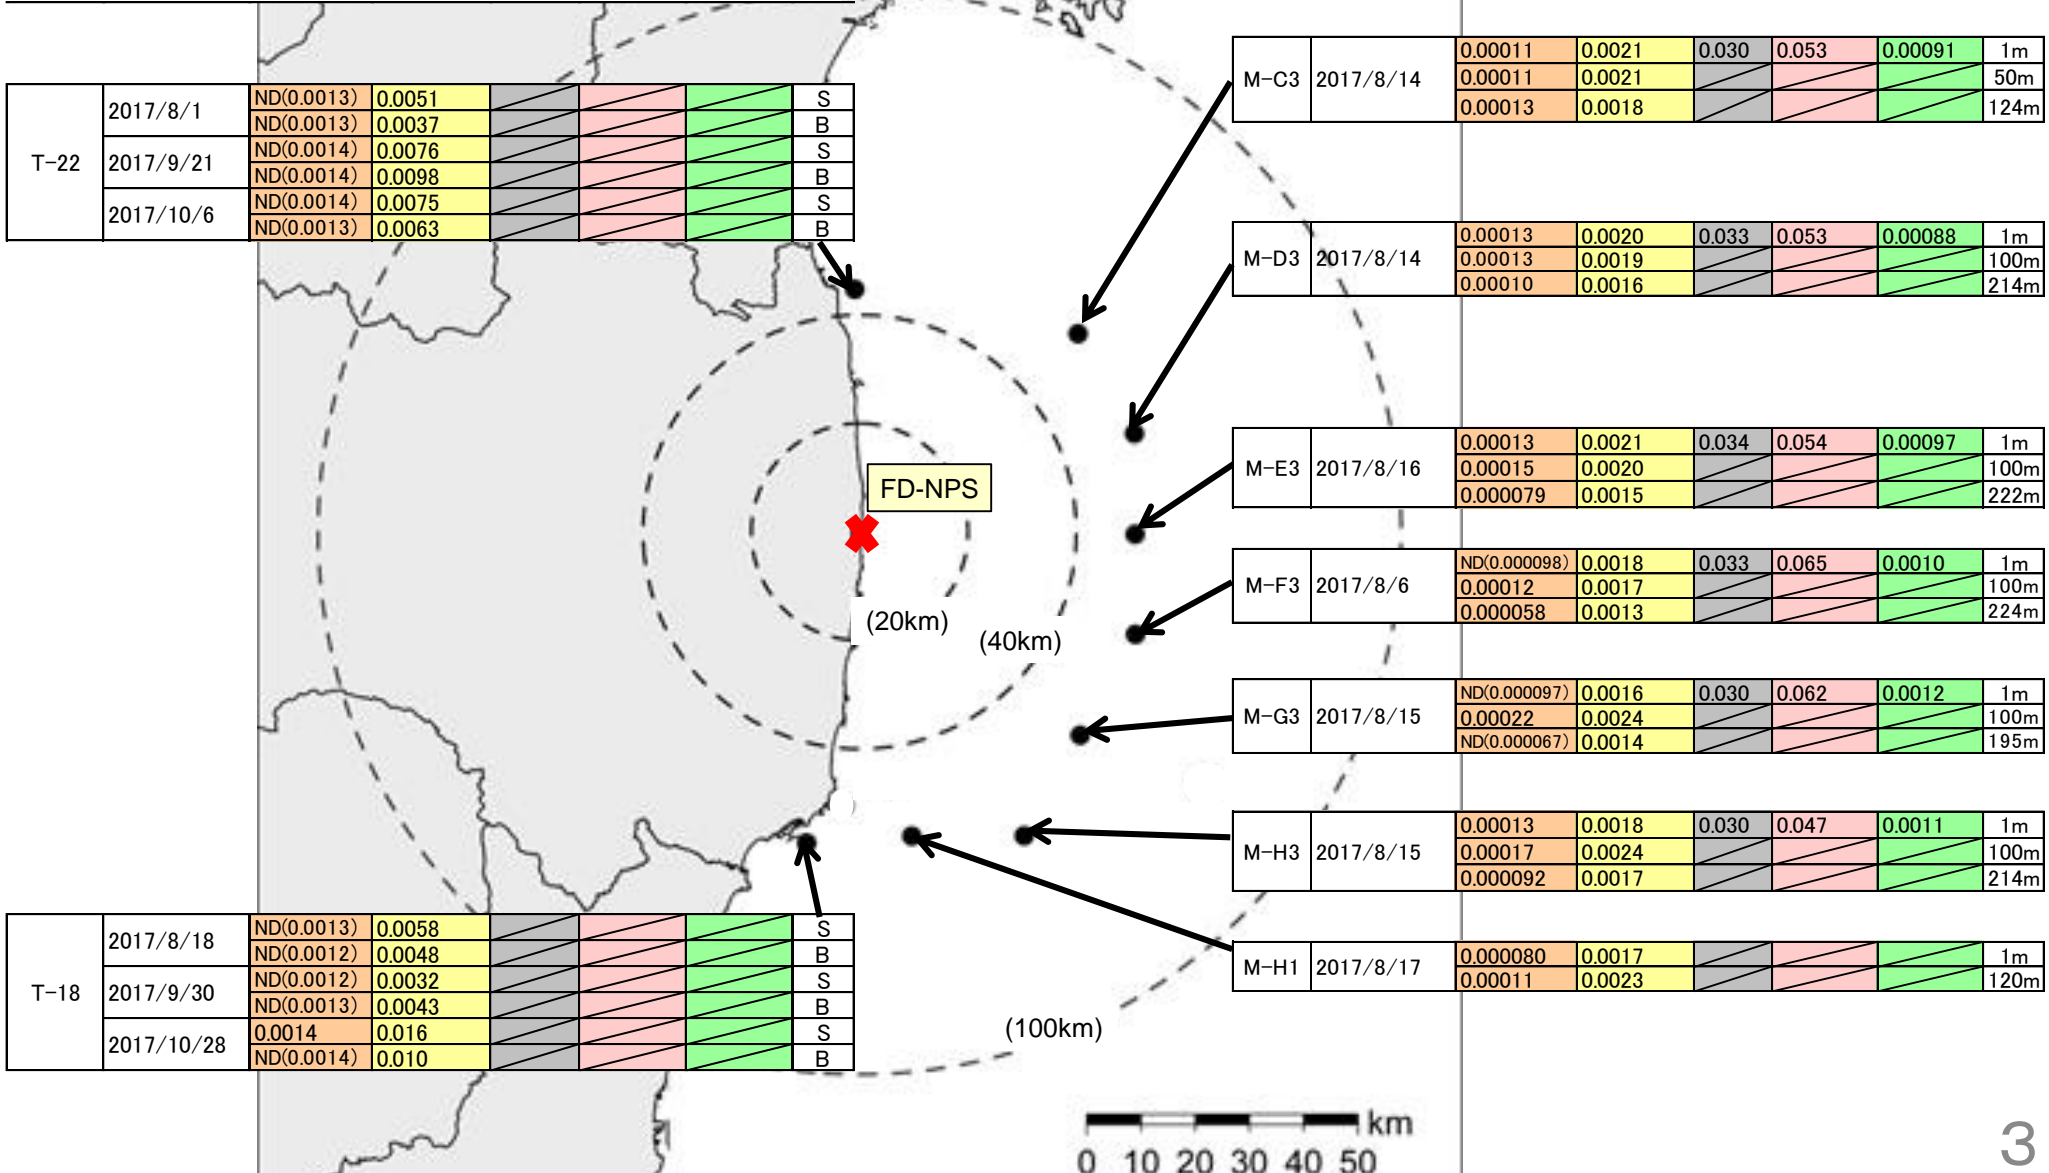 T-22 2017/8/1 ND(0.0013) 0.0051 S
ND(0.0013) 0.0037 B
2017/9/21 ND(0.0014) 0.0076 S
ND(0.0014) 0.0098 B
2017/10/6 ND(0.0014) 0.0075 S
ND(0.0013) 0.0063 B
M-C3 2017/8/14 0.00011 0.0021 0.030 0.053 0.00091 1m
0.00011 0.0021 50m
0.00013 0.0018 124m
M-D3 2017/8/14 0.00013 0.0020 0.033 0.053 0.00088 1m
0.00013 0.0019 100m
0.00010 0.0016 214m
M-E3 2017/8/16 0.00013 0.0021 0.034 0.054 0.00097 1m
0.00015 0.0020 100m
0.000079 0.0015 222m
FD-NPS
M-F3 2017/8/6 ND(0.000098) 0.0018 0.033 0.065 0.0010 1m
0.00012 0.0017 100m
0.000058 0.0013 224m
(20km)
(40km)
M-G3 2017/8/15 ND(0.000097) 0.0016 0.030 0.062 0.0012 1m
0.00022 0.0024 100m
ND(0.000067) 0.0014 195m
M-H3 2017/8/15 0.00013 0.0018 0.030 0.047 0.0011 1m
0.00017 0.0024 100m
0.000092 0.0017 214m
M-H1 2017/8/17 0.000080 0.0017 1m
0.00011 0.0023 120m
T-18 2017/8/18 ND(0.0013) 0.0058 S
ND(0.0012) 0.0048 B
2017/9/30 ND(0.0012) 0.0032 S
ND(0.0013) 0.0043 B
2017/10/28 0.0014 0.016 S
ND(0.0014) 0.010 B
(100km)
km
0 10 20 30 40 50
3